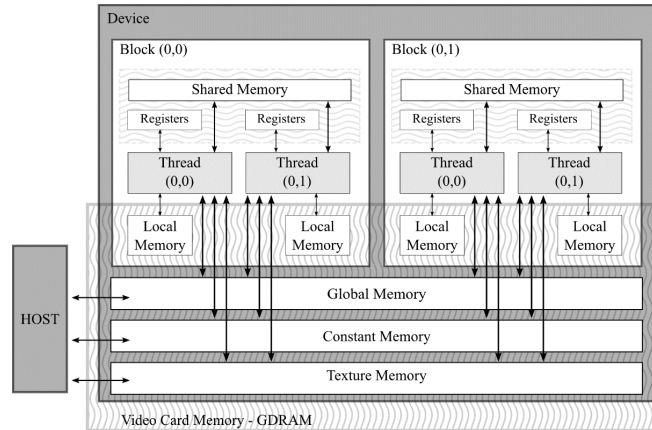 Device
Block (0,0)
Block (0,1)
Shared Memory
Shared Memory
Registers
Registers
Registers
Registers
Thread
(0,0)
Thread
(0,1)
Thread
(0,0)
Thread
(0,1)
Local
Memory
Local
Memory
Local
Memory
Local
Memory
HOST
Global Memory
Constant Memory
Texture Memory
Video Card Memory - GDRAM